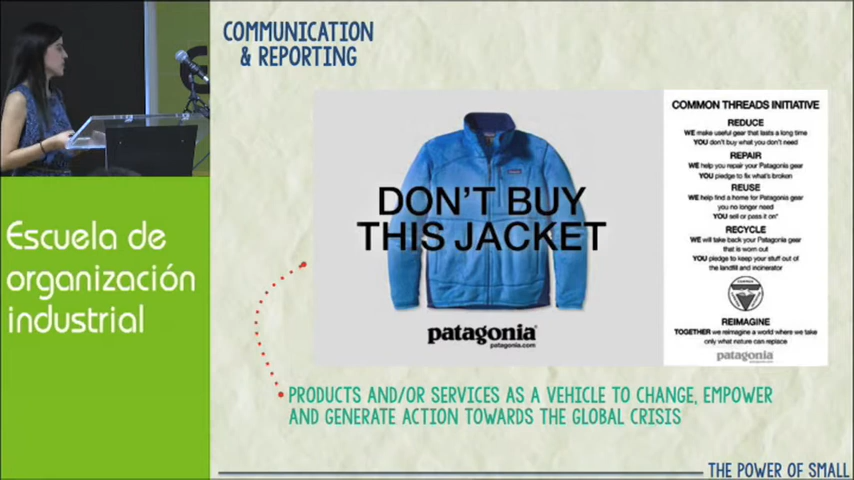 COMMUNICATION
& REPORTING
COMMON THREADS INITIATIVE
REDUCE
WE make useful gear that lasts a long time
YOU don't buy what you don't need
REPAIR
WE help you repair your Patagonia gear
YOU pledge to fix what's broken
REUSE
WE help find a home for Patagonia gear
you no longer need
YOU sell or pass it on*
RECYCLE
WE will take back your Patagonia gear
that is worn out
YOU pledge to keep your stuff out of
the landfill and incinerator
REIMAGINE
TOGETHER we reimagine a world where we take
only what nature can replace
patagonia
DON'T BUY
THIS JACKET
patagonia
patagonia.com
Escuela de
organización
industrial
PRODUCTS AND/OR SERVICES AS A VEHICLE TO CHANGE, EMPOWER
AND GENERATE ACTION TOWARDS THE GLOBAL CRISIS
THE POWER OF SMALL